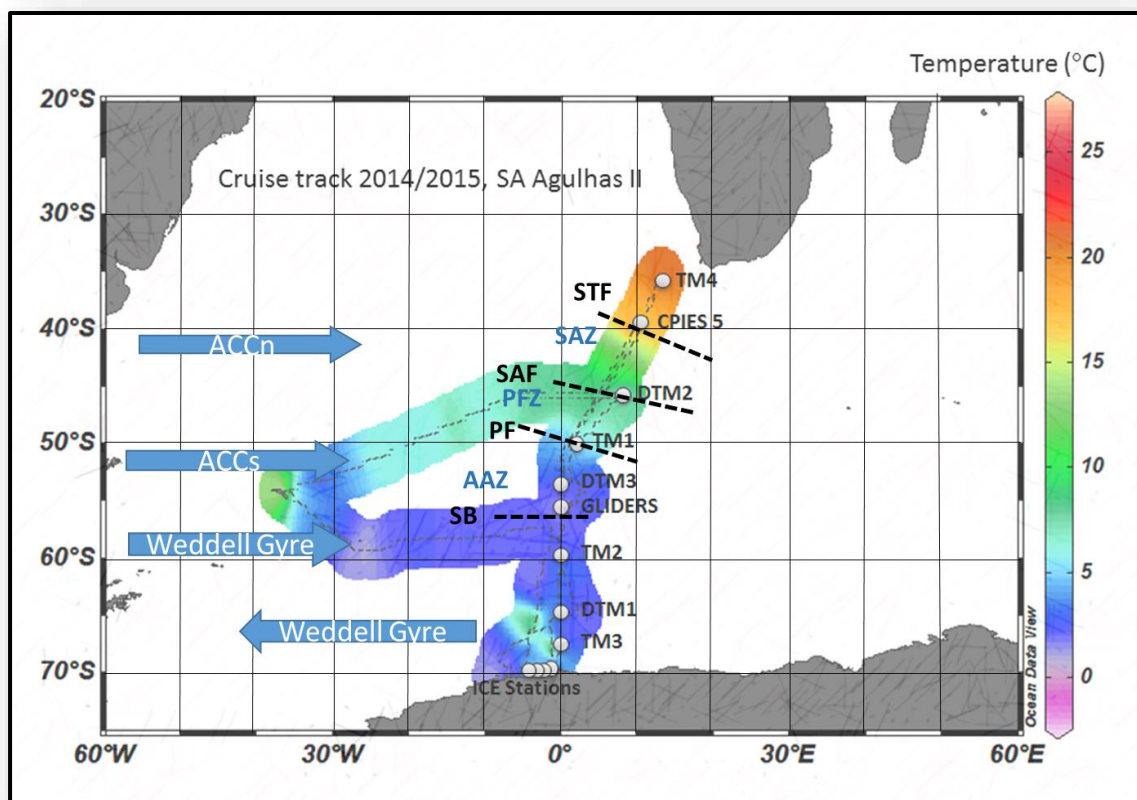 Temperature (°C)
20°S
25
Cruise track 2014/2015, SA Agulhas II
30°S
20
TM4
STF
CPIES 5
40°S
SAZ
ACCn
15
SAF
DTM2
PFZ
PF
TM1
50°S
ACCs
10
AAZ
DTM3
GLIDERS
SB
Weddell Gyre
TM2
60°S
5
DTM1
Weddell Gyre
TM3
70°S
0
ICE Stations
Ocean Data View
60°W
30°W
0°
30°E
60°E